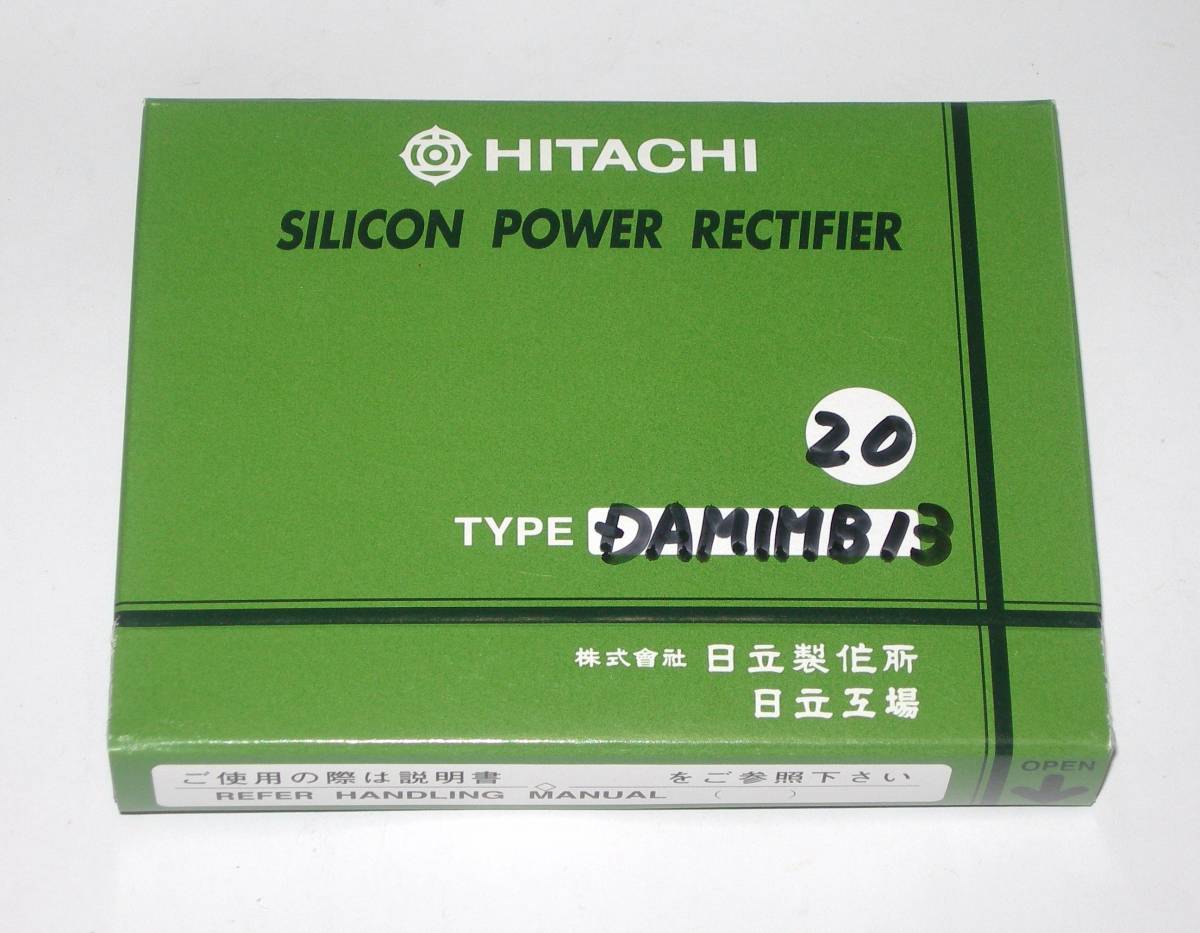 HITACHI
SILICON POWER RECTIFIER
20
TYPE DAM1MB13
株式會社 日立製作所
日立工場
ご使用の際は説明書 をご参照下さい
REFER HANDLING MANUAL ( )
OPEN